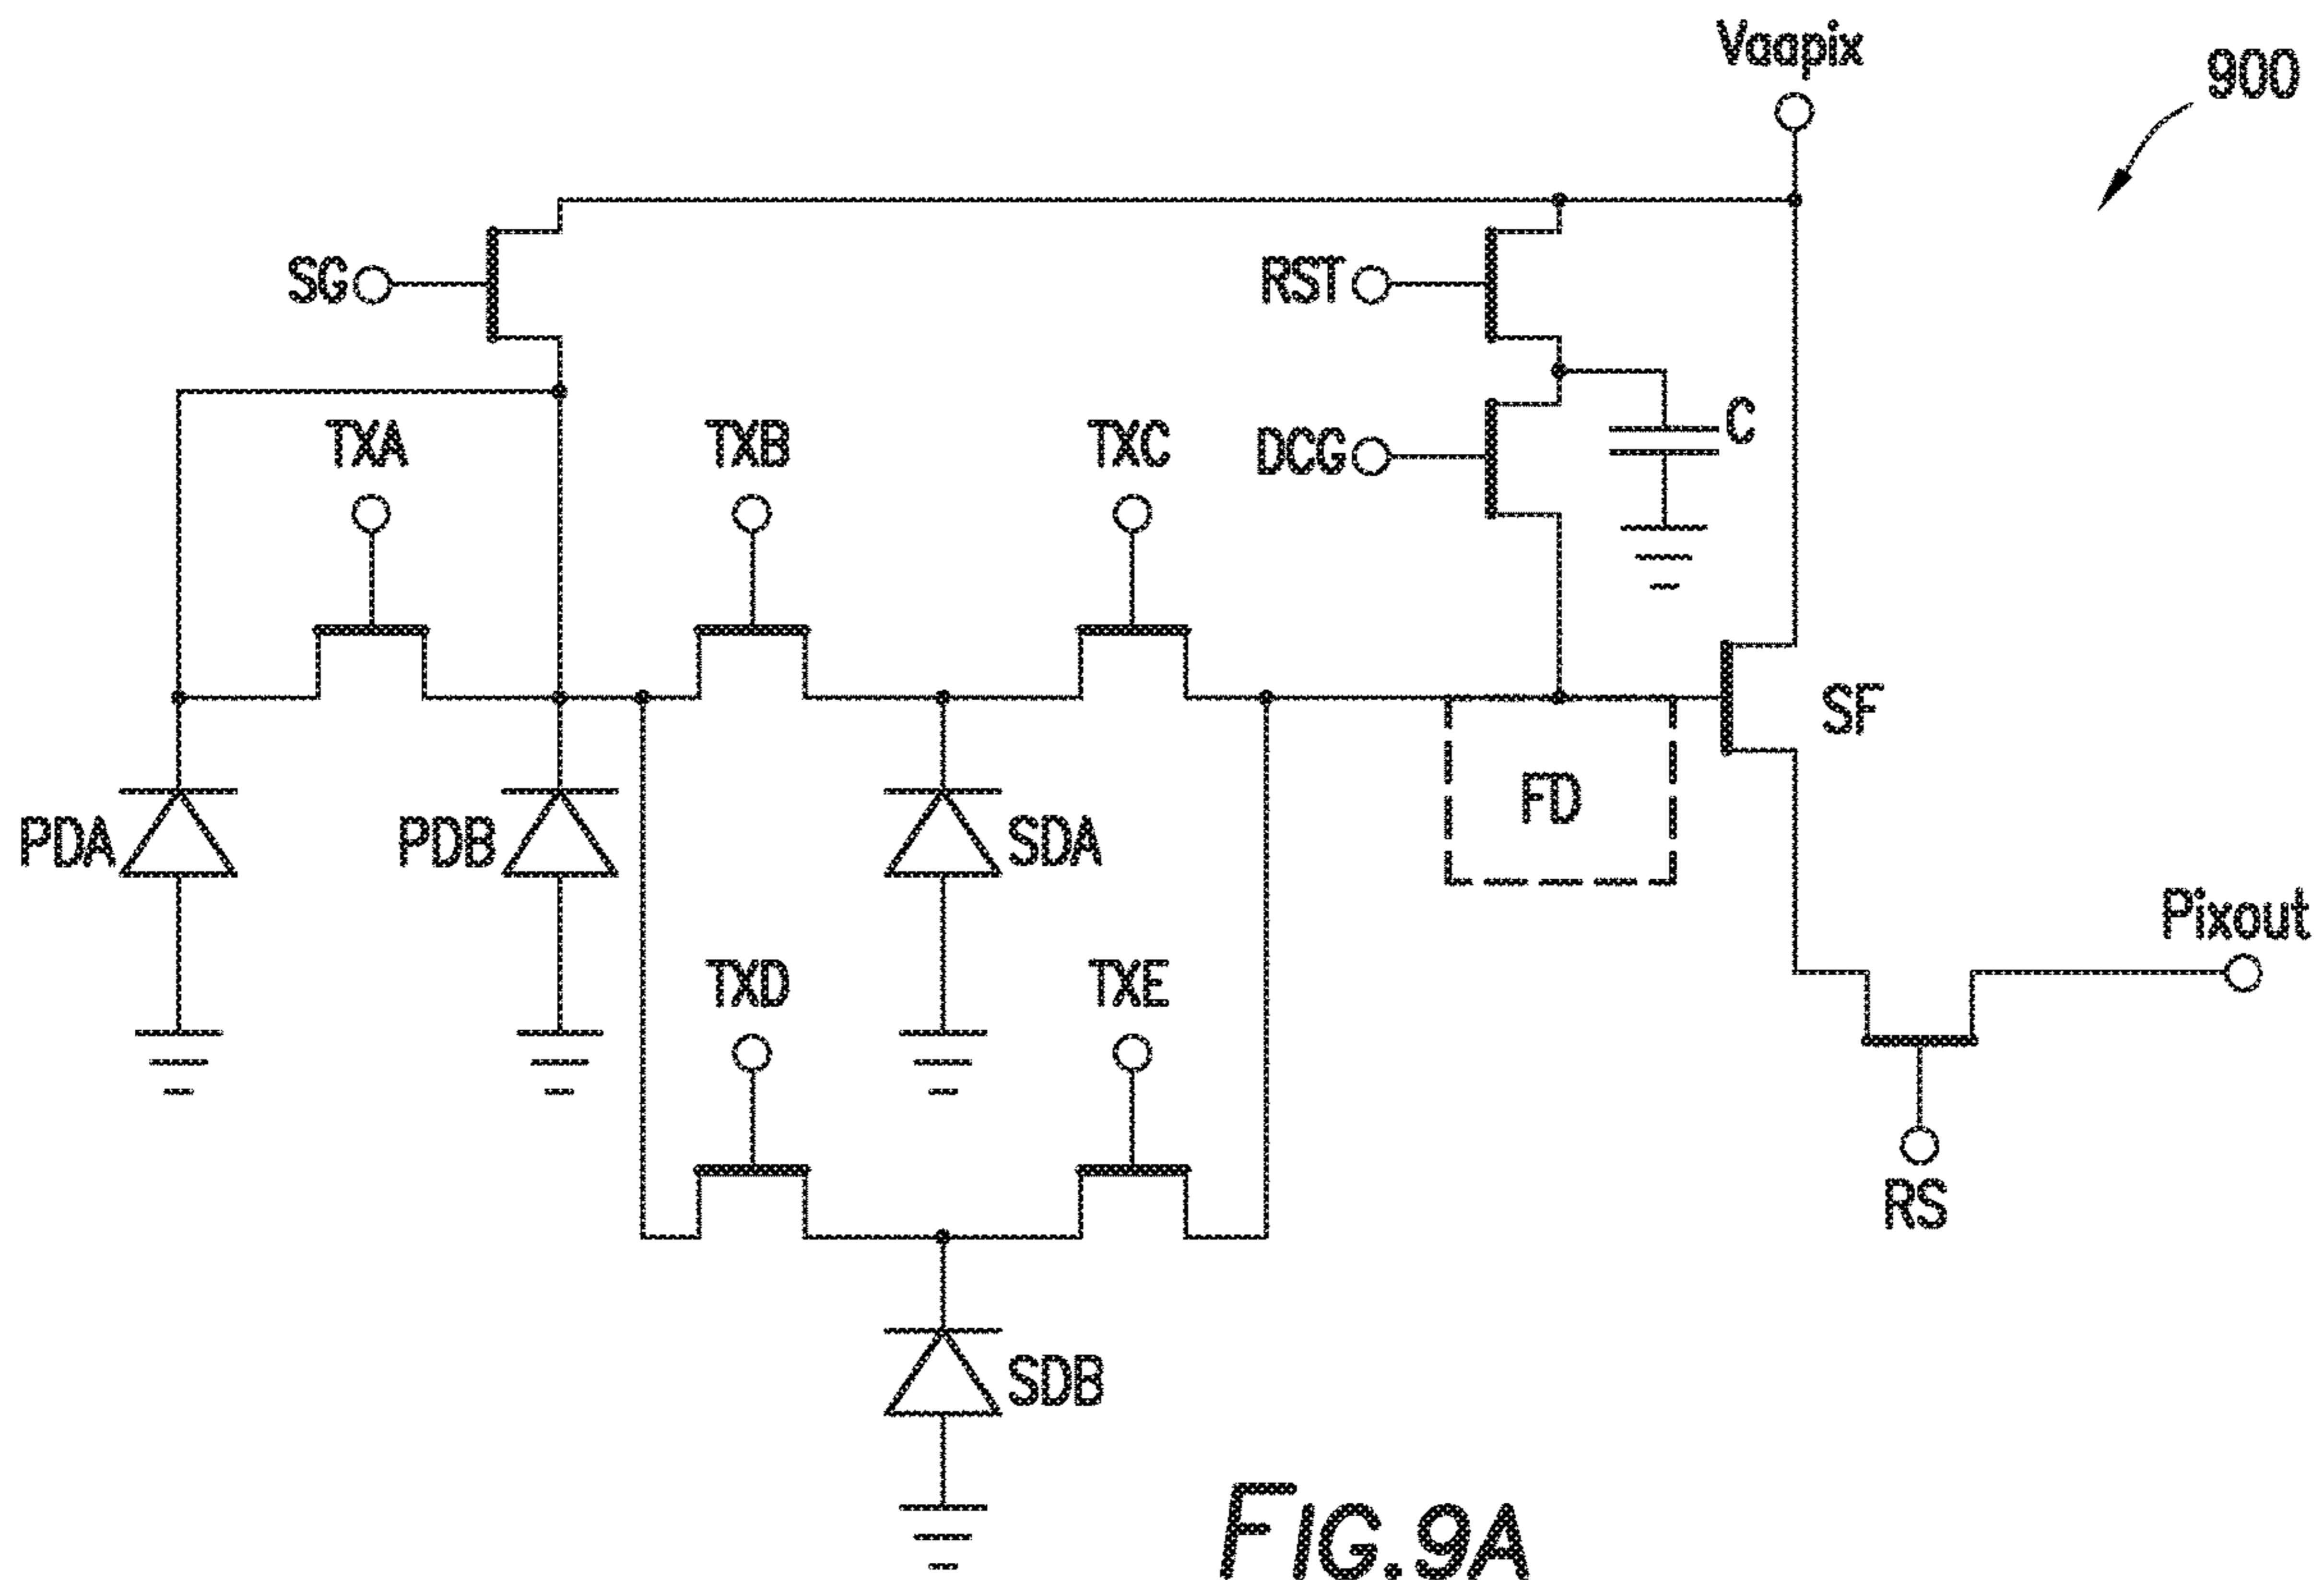 Vaapix
900
SG
RST
TXA
TXB
TXC
DCG
C
SF
PDA
PDB
SDA
FD
Pixout
TXD
TXE
RS
SDB
FIG.9A